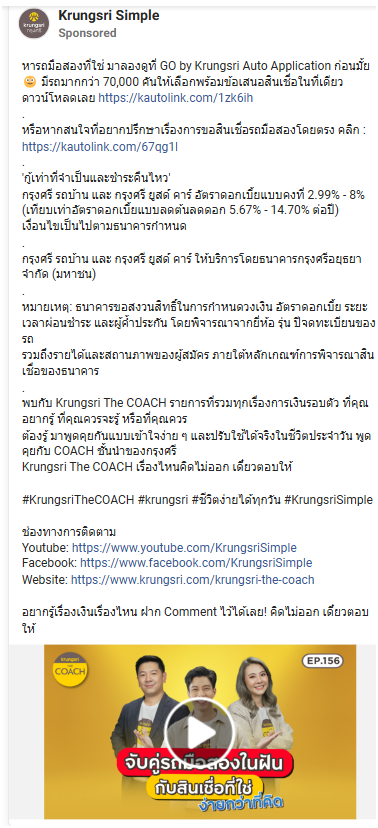 Krungsri Simple
Sponsored
หารถมือสองที่ใช่ มาลองดูที่ GO by Krungsri Auto Application ก่อนมั้ย
😀 มีรถมากกว่า 70,000 คันให้เลือกพร้อมข้อเสนอสินเชื่อในที่เดียว
ดาวน์โหลดเลย https://kautolink.com/1zk6ih
.
หรือหากสนใจที่อยากปรึกษาเรื่องการขอสินเชื่อรถมือสองโดยตรง คลิก :
https://kautolink.com/67qg1l
.
'กู้เท่าที่จำเป็นและชำระคืนไหว'
กรุงศรี รถบ้าน และ กรุงศรี ยูสด์ คาร์ อัตราดอกเบี้ยแบบคงที่ 2.99% - 8%
(เทียบเท่าอัตราดอกเบี้ยแบบลดต้นลดดอก 5.67% - 14.70% ต่อปี)
เงื่อนไขเป็นไปตามธนาคารกำหนด
.
กรุงศรี รถบ้าน และ กรุงศรี ยูสด์ คาร์ ให้บริการโดยธนาคารกรุงศรีอยุธยา
จำกัด (มหาชน)
.
หมายเหตุ: ธนาคารขอสงวนสิทธิ์ในการกำหนดวงเงิน อัตราดอกเบี้ย ระยะ
เวลาผ่อนชำระ และผู้ค้ำประกัน โดยพิจารณาจากยี่ห้อ รุ่น ปีจดทะเบียนของ
รถ
รวมถึงรายได้และสถานภาพของผู้สมัคร ภายใต้หลักเกณฑ์การพิจารณาสิน
เชื่อของธนาคาร
.
พบกับ Krungsri The COACH รายการที่รวมทุกเรื่องการเงินรอบตัว ที่คุณ
อยากรู้ ที่คุณควรจะรู้ หรือที่คุณควร
ต้องรู้ มาพูดคุยกันแบบเข้าใจง่าย ๆ และปรับใช้ได้จริงในชีวิตประจำวัน พูด
คุยกับ COACH ชั้นนำของกรุงศรี
Krungsri The COACH เรื่องไหนคิดไม่ออก เดี๋ยวตอบให้

#KrungsriTheCOACH #krungsri #ชีวิตง่ายได้ทุกวัน #KrungsriSimple

ช่องทางการติดตาม
Youtube: https://www.youtube.com/KrungsriSimple
Facebook: https://www.facebook.com/KrungsriSimple
Website: https://www.krungsri.com/krungsri-the-coach

อยากรู้เรื่องเงินเรื่องไหน ฝาก Comment ไว้ได้เลย! คิดไม่ออก เดี๋ยวตอบ
ให้
krungsri
THE
COACH
EP.156
จับคู่รถมือสองในฝัน
กับสินเชื่อที่ใช่
ง่ายกว่าที่คิด